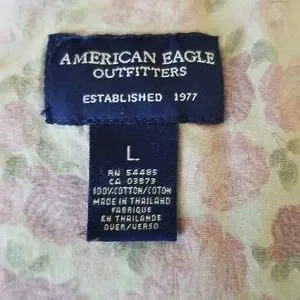 AMERICAN EAGLE
OUTFITTERS
ESTABLISHED 1977
L
RN 54485
CA 03873
100%COTTON/COTON
MADE IN THAILAND
FABRIQUE
EN THAILANDE
OVER/VERSO